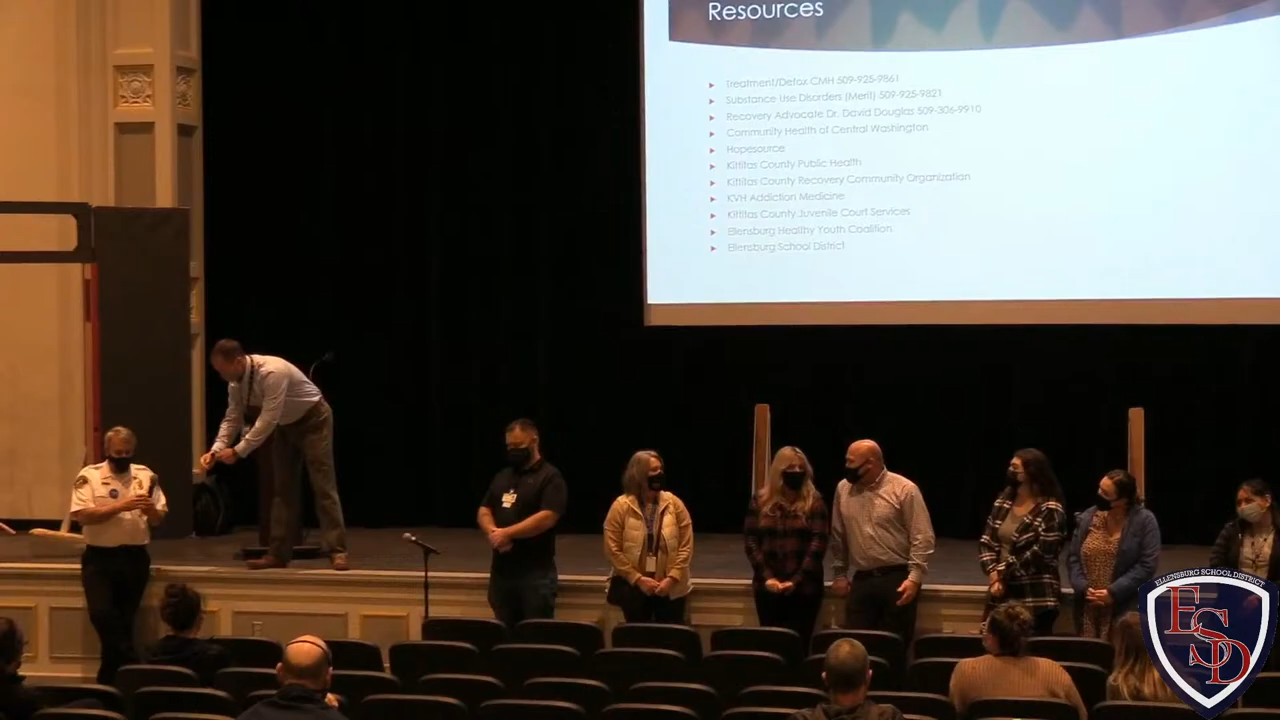 Resources
Treatment/Detox CMH 509-925-9861
Substance Use Disorders (Merit) 509-925-9821
Recovery Advocate Dr. David Douglas 509-306-9910
Community Health of Central Washington
Hopesource
Kittitas County Public Health
Kittitas County Recovery Community Organization
KVH Addiction Medicine
Kittitas County Juvenile Court Services
Ellensburg Healthy Youth Coalition
Ellensburg School District
ELLENSBURG SCHOOL DISTRICT
ESD